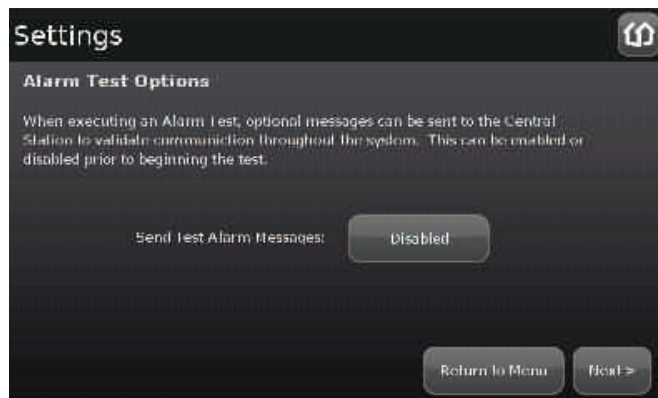 Settings
Alarm Test Options
When executing an Alarm Test, optional messages can be sent to the Central
Station to validate communiction throughout the system. This can be enabled or
disabled prior to beginning the test.
Send Test Alarm Messages:
Disabled
Return to Menu
Next >